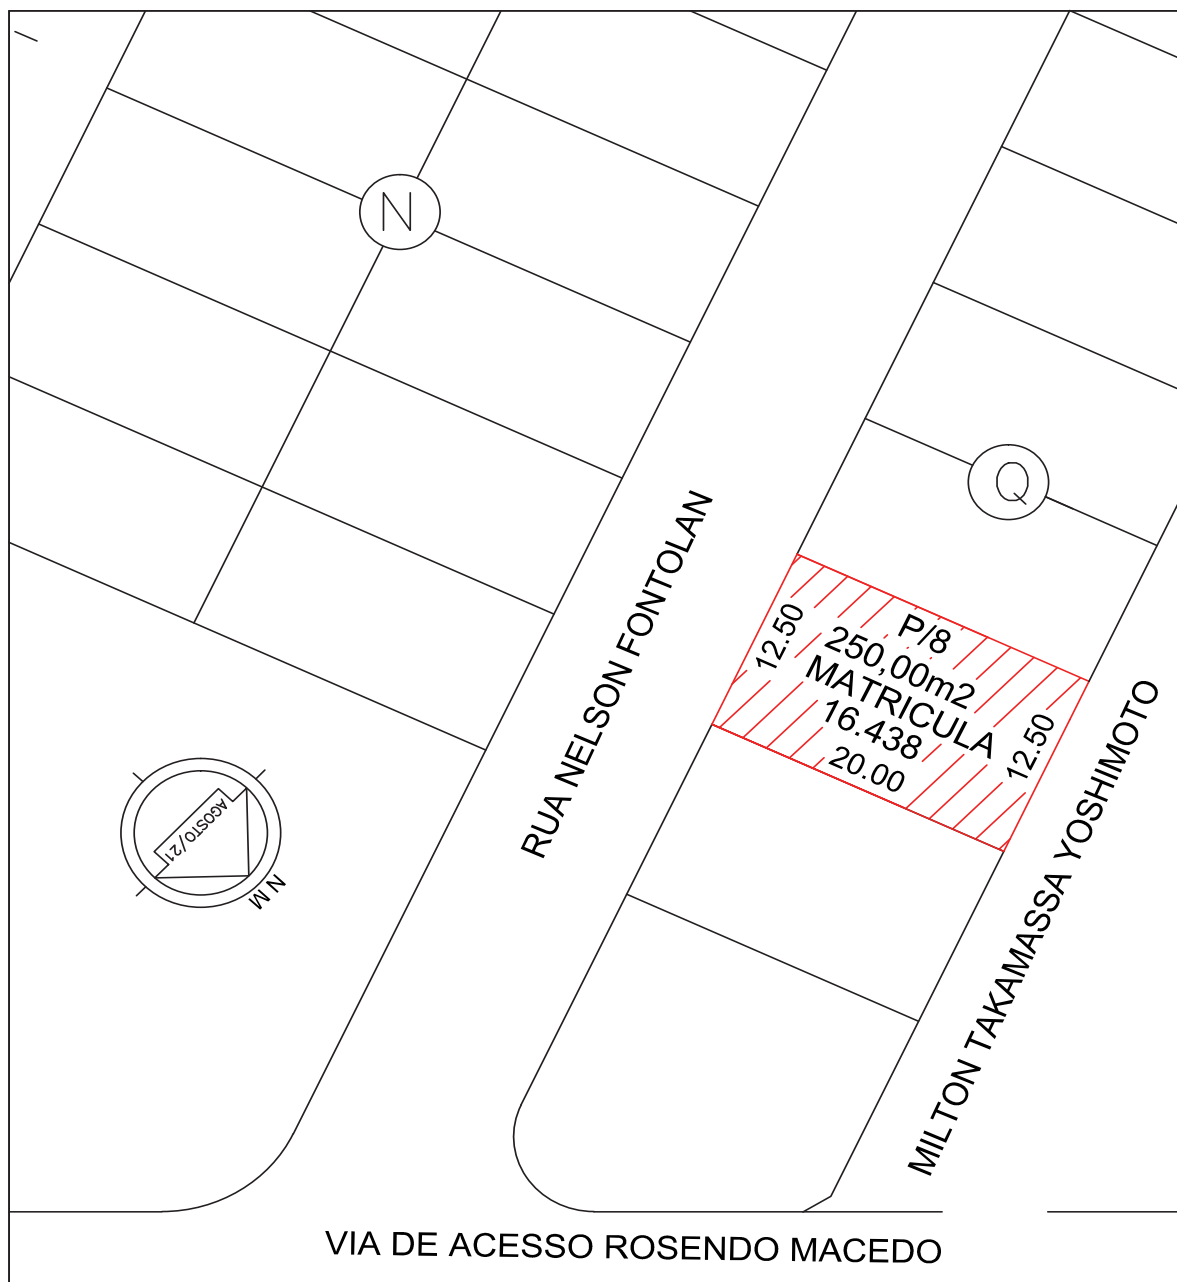 N
Q
RUA NELSON FONTOLAN
12.50
P/8
250,00m2
MATRICULA
16.438
20.00
12.50
MILTON TAKAMASSA YOSHIMOTO
AGOSTO/21
NM
VIA DE ACESSO ROSENDO MACEDO